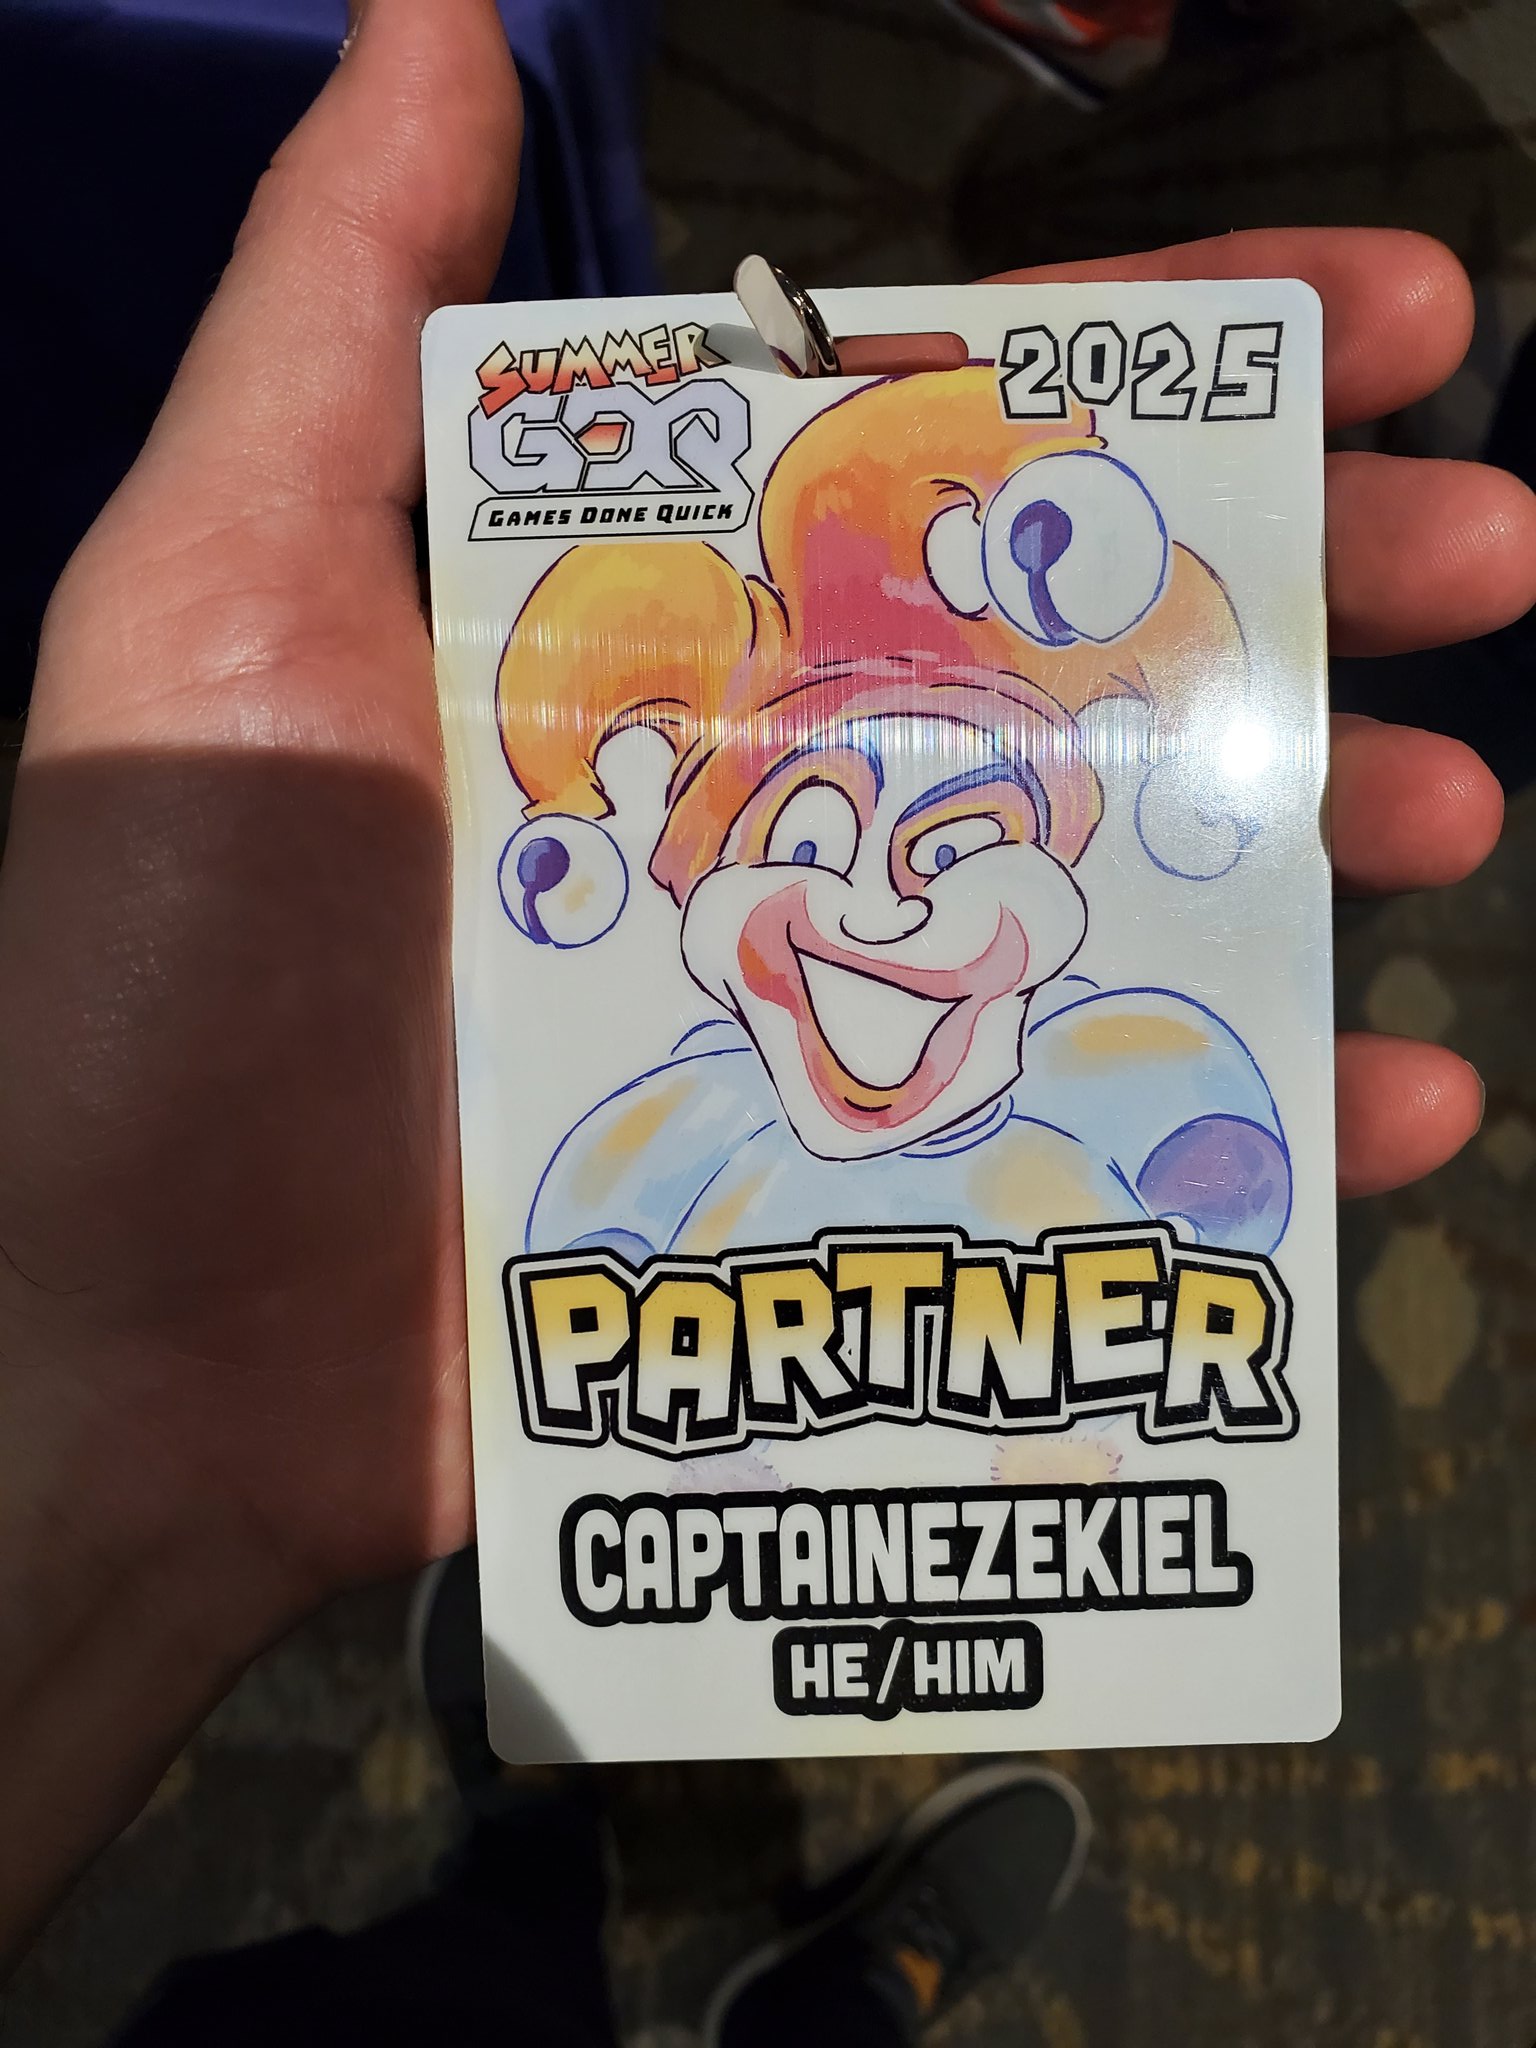 SUMMER
GDQ
GAMES DONE QUICK
2025
PARTNER
CAPTAINEZEKIEL
HE/HIM